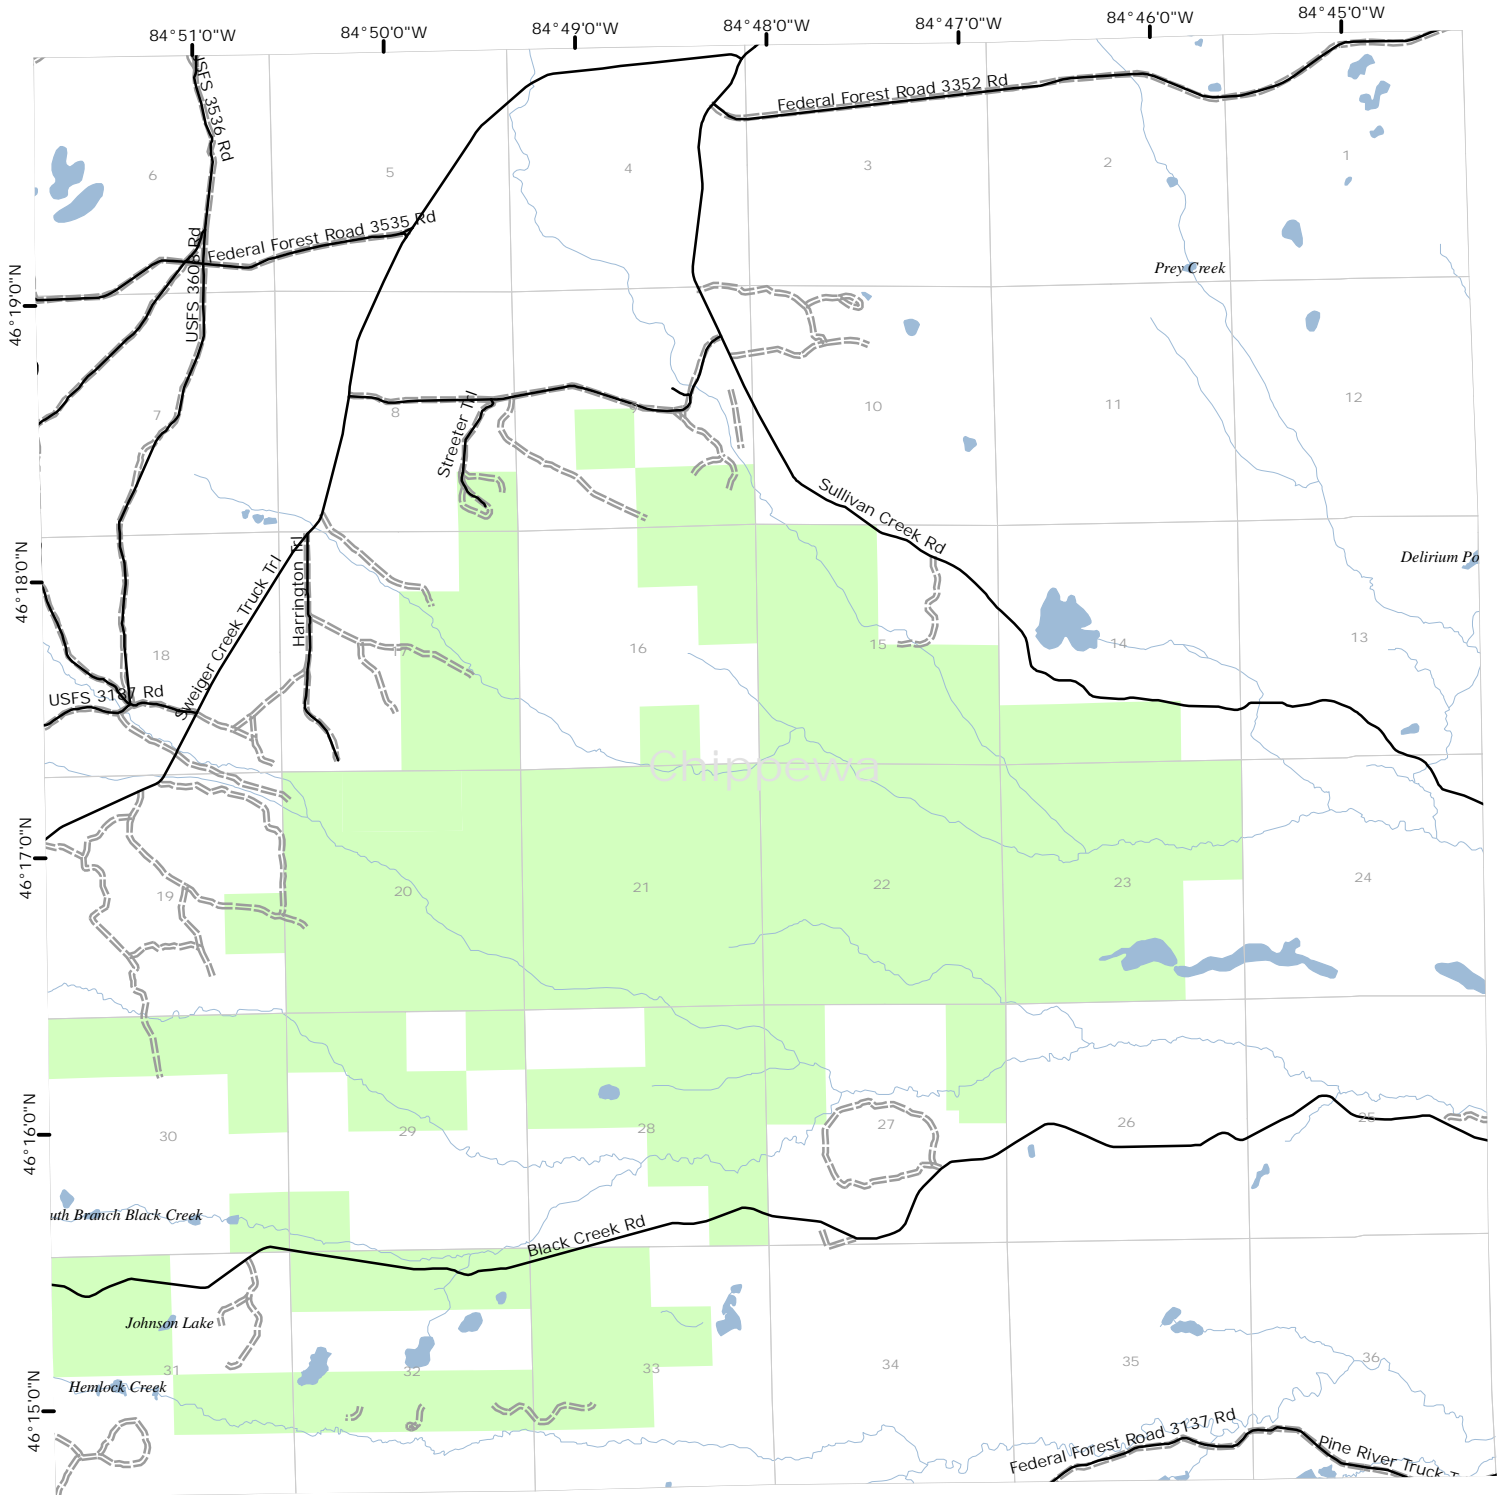 84°51'0"W
84°50'0"W
84°49'0"W
84°48'0"W
84°47'0"W
84°46'0"W
84°45'0"W
USFS 3536 Rd
Federal Forest Road 3352 Rd
6
5
4
3
2
1
Federal Forest Road 3535 Rd
USFS 3608 Rd
Prey Creek
46°19'0"N
7
8
9
10
11
12
Streeter Trl
Sullivan Creek Rd
46°18'0"N
Delirium Po
Harrington Trl
Sweiger Creek Truck Trl
18
17
16
15
14
13
USFS 3187 Rd
Chippewa
46°17'0"N
19
20
21
22
23
24
46°16'0"N
30
29
28
27
26
25
uth Branch Black Creek
Black Creek Rd
Johnson Lake
31
32
33
34
35
36
Hemlock Creek
46°15'0"N
Federal Forest Road 3137 Rd
Pine River Truck T